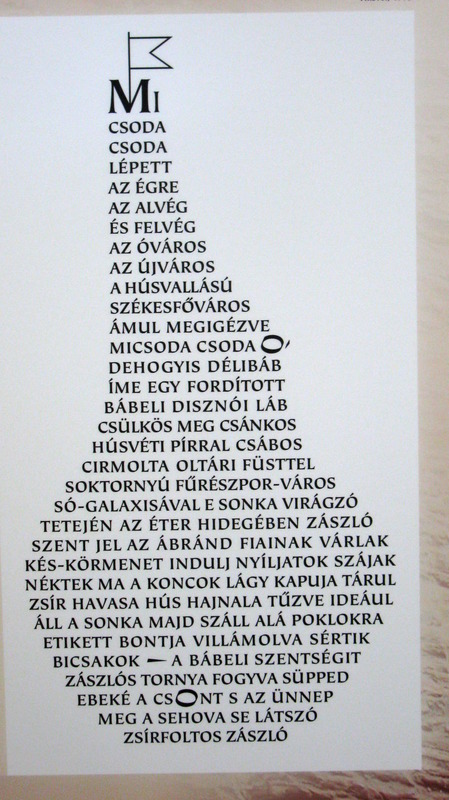 MI
CSODA
CSODA
LÉPETT
AZ ÉGRE
AZ ALVÉG
ÉS FELVÉG
AZ ÓVÁROS
AZ ÚJVÁROS
A HÚSVALLÁSÚ
SZÉKESFŐVÁROS
ÁMUL MEGIGÉZVE
MICSODA CSODA Ó
DEHOGYIS DÉLIBÁB
ÍME EGY FORDÍTOTT
BÁBELI DISZNÓI LÁB
CSÜLKÖS MEG CSÁNKOS
HÚSVÉTI PÍRRAL CSÁBOS
CIRMOLTA OLTÁRI FÜSTTEL
SOKTORNYÚ FŰRÉSZPOR-VÁROS
SÓ-GALAXISÁVAL E SONKA VIRÁGZÓ
TETEJÉN AZ ÉTER HIDEGÉBEN ZÁSZLÓ
SZENT JEL AZ ÁBRÁND FIAINAK VÁRLAK
KÉS-KÖRMENET INDULJ NYÍLJATOK SZÁJAK
NÉKTEK MA A KONCOK LÁGY KAPUJA TÁRUL
ZSÍR HAVASA HÚS HAJNALA TŰZVE IDEÁUL
ÁLL A SONKA MAJD SZÁLL ALÁ POKLOKRA
ETIKETT BONTJA VILLÁMOLVA SÉRTIK
BICSAKOK — A BÁBELI SZENTSÉGIT
ZÁSZLÓS TORNYA FOGYVA SÜPPED
EBEKÉ A CSONT S AZ ÜNNEP
MEG A SEHOVA SE LÁTSZÓ
ZSÍRFOLTOS ZÁSZLÓ